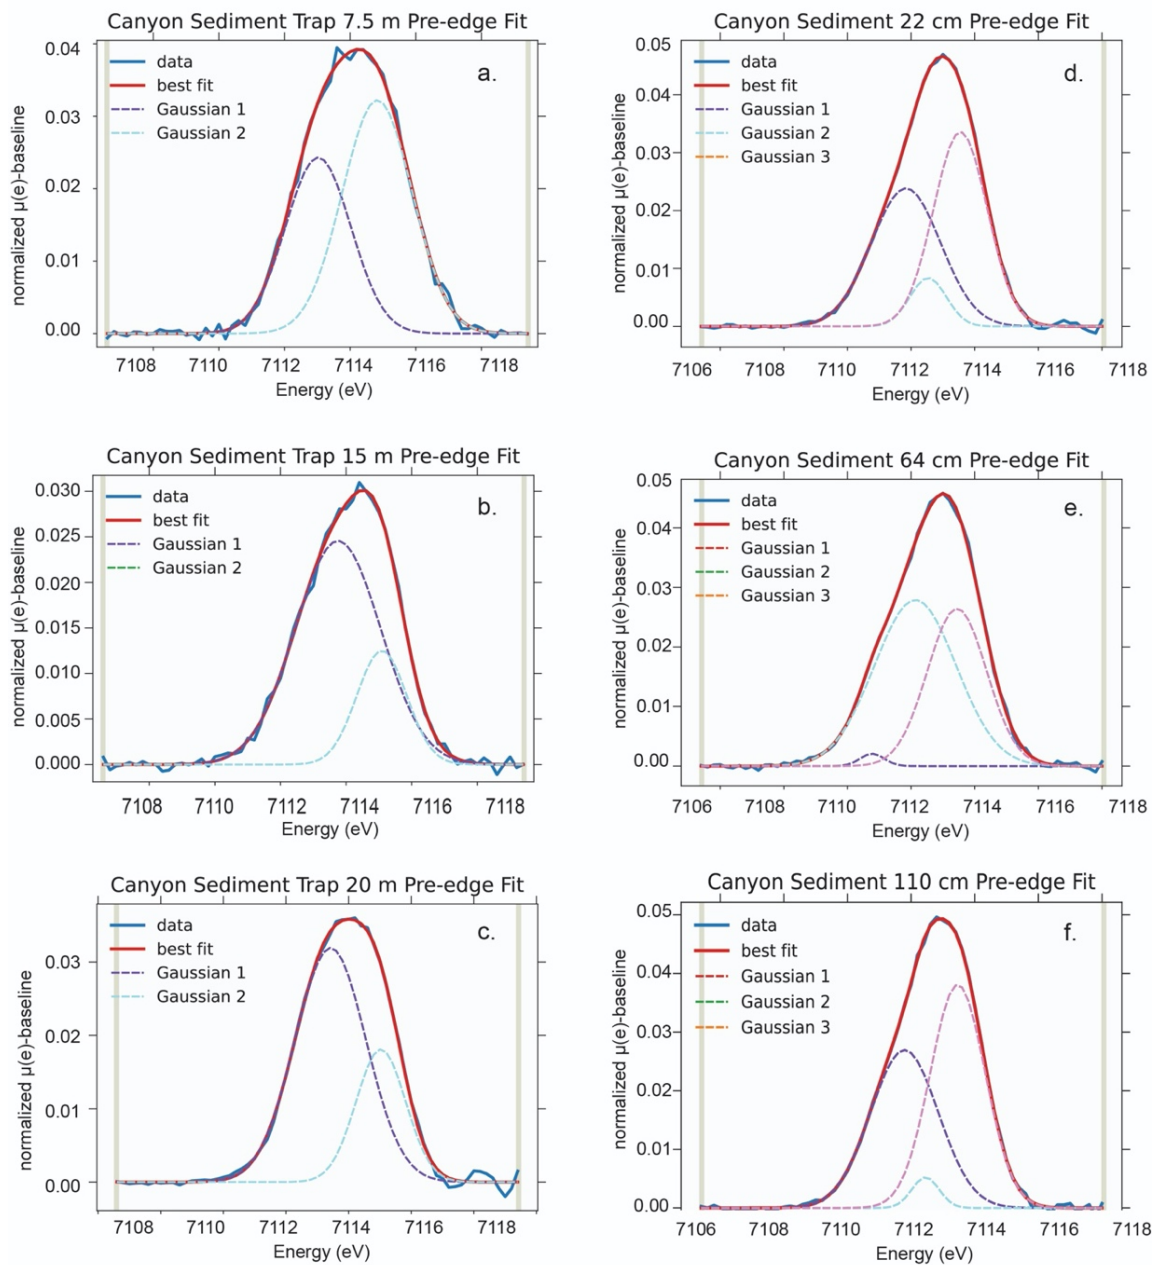 Canyon Sediment Trap 7.5 m Pre-edge Fit
a.
data
best fit
Gaussian 1
Gaussian 2
normalized μ(e)-baseline
0.04
0.03
0.02
0.01
0.00
7108 7110 7112 7114 7116 7118
Energy (eV)
Canyon Sediment 22 cm Pre-edge Fit
d.
data
best fit
Gaussian 1
Gaussian 2
Gaussian 3
normalized μ(e)-baseline
0.05
0.04
0.03
0.02
0.01
0.00
7106 7108 7110 7112 7114 7116 7118
Energy (eV)
Canyon Sediment Trap 15 m Pre-edge Fit
b.
data
best fit
Gaussian 1
Gaussian 2
normalized μ(e)-baseline
0.030
0.025
0.020
0.015
0.010
0.005
0.000
7108 7110 7112 7114 7116 7118
Energy (eV)
Canyon Sediment 64 cm Pre-edge Fit
e.
data
best fit
Gaussian 1
Gaussian 2
Gaussian 3
normalized μ(e)-baseline
0.05
0.04
0.03
0.02
0.01
0.00
7106 7108 7110 7112 7114 7116 7118
Energy (eV)
Canyon Sediment Trap 20 m Pre-edge Fit
c.
data
best fit
Gaussian 1
Gaussian 2
normalized μ(e)-baseline
0.03
0.02
0.01
0.00
7108 7110 7112 7114 7116 7118
Energy (eV)
Canyon Sediment 110 cm Pre-edge Fit
f.
data
best fit
Gaussian 1
Gaussian 2
Gaussian 3
normalized μ(e)-baseline
0.05
0.04
0.03
0.02
0.01
0.00
7106 7108 7110 7112 7114 7116 7118
Energy (eV)